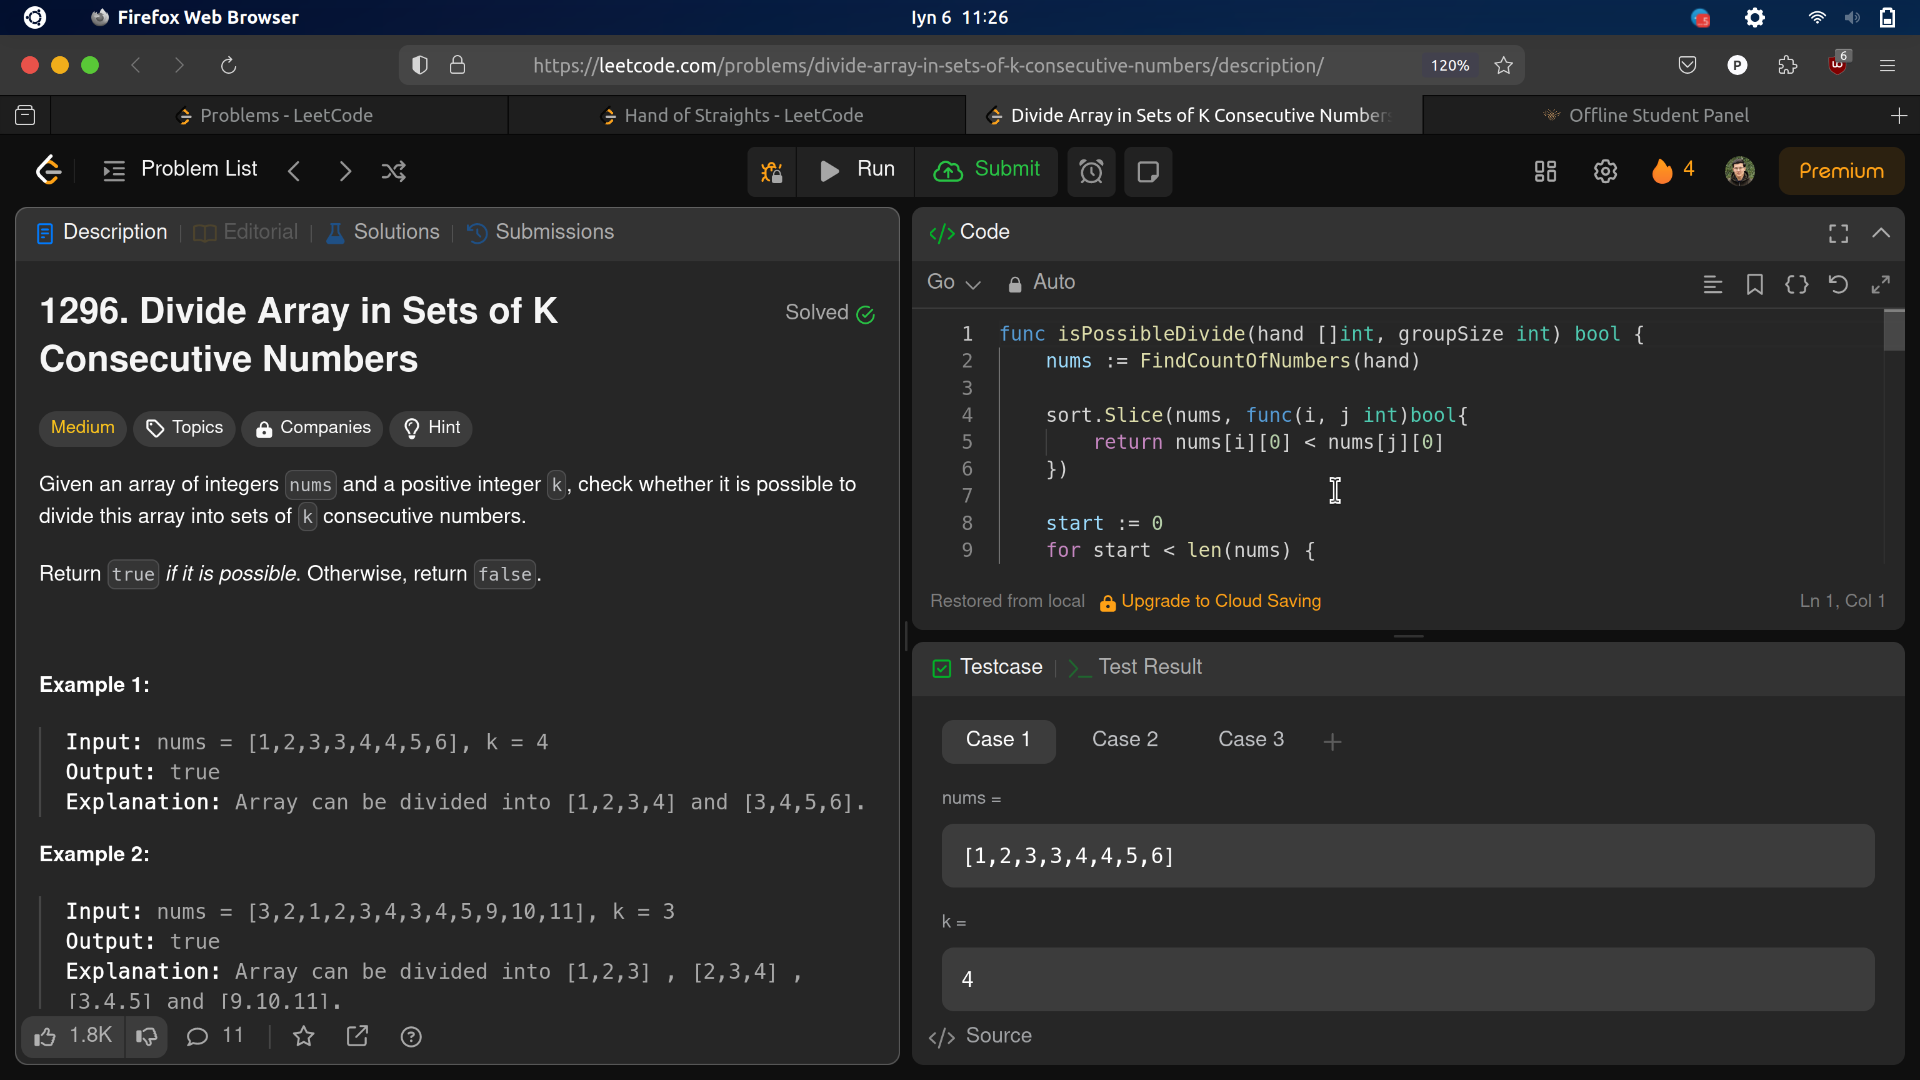 Firefox Web Browser
Iyn 6 11:26
https://leetcode.com/problems/divide-array-in-sets-of-k-consecutive-numbers/description/
120%
P
6
Problems - LeetCode
Hand of Straights - LeetCode
Divide Array in Sets of K Consecutive Number
Offline Student Panel
Problem List
Run
Submit
4
Premium
Description
Editorial
Solutions
Submissions
1296. Divide Array in Sets of K
Consecutive Numbers
Solved
Medium
Topics
Companies
Hint
Given an array of integers nums and a positive integer k, check whether it is possible to
divide this array into sets of k consecutive numbers.
Return true if it is possible. Otherwise, return false.
Example 1:
Input: nums = [1,2,3,3,4,4,5,6], k = 4
Output: true
Explanation: Array can be divided into [1,2,3,4] and [3,4,5,6].
Example 2:
Input: nums = [3,2,1,2,3,4,3,4,5,9,10,11], k = 3
Output: true
Explanation: Array can be divided into [1,2,3] , [2,3,4] ,
[3,4,5] and [9,10,11].
1.8K
11
</> Code
Go
Auto
1 func isPossibleDivide(hand []int, groupSize int) bool {
2 nums := FindCountOfNumbers(hand)
3
4 sort.Slice(nums, func(i, j int)bool{
5 return nums[i][0] < nums[j][0]
6 })
7
8 start := 0
9 for start < len(nums) {
Restored from local
Upgrade to Cloud Saving
Ln 1, Col 1
Testcase
>_ Test Result
Case 1
Case 2
Case 3
+
nums =
[1,2,3,3,4,4,5,6]
k =
4
</> Source